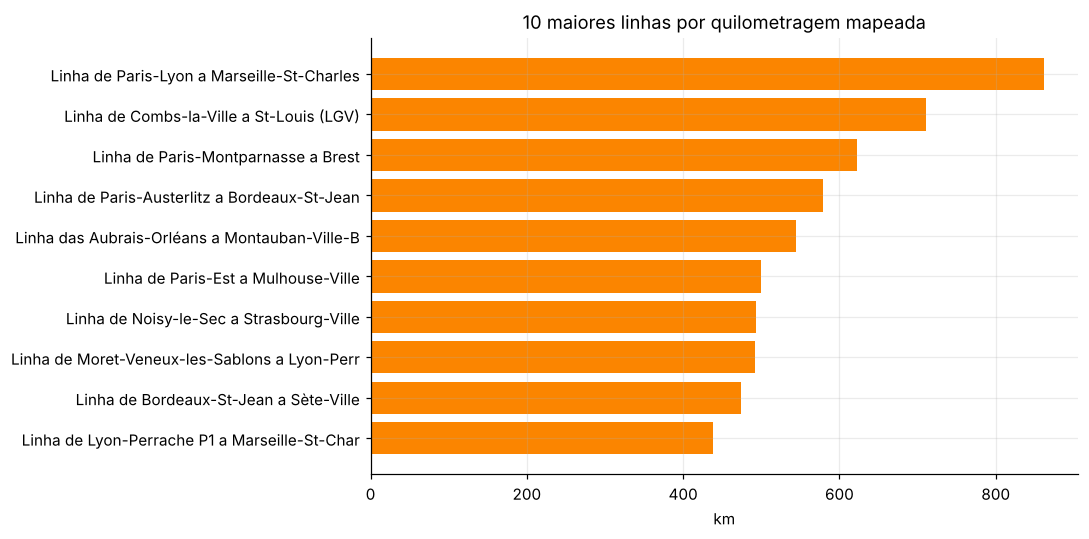 10 maiores linhas por quilometragem mapeada
Linha de Paris-Lyon a Marseille-St-Charles
Linha de Combs-la-Ville a St-Louis (LGV)
Linha de Paris-Montparnasse a Brest
Linha de Paris-Austerlitz a Bordeaux-St-Jean
Linha das Aubrais-Orléans a Montauban-Ville-B
Linha de Paris-Est a Mulhouse-Ville
Linha de Noisy-le-Sec a Strasbourg-Ville
Linha de Moret-Veneux-les-Sablons a Lyon-Perr
Linha de Bordeaux-St-Jean a Sète-Ville
Linha de Lyon-Perrache P1 a Marseille-St-Char
0 200 400 600 800
km